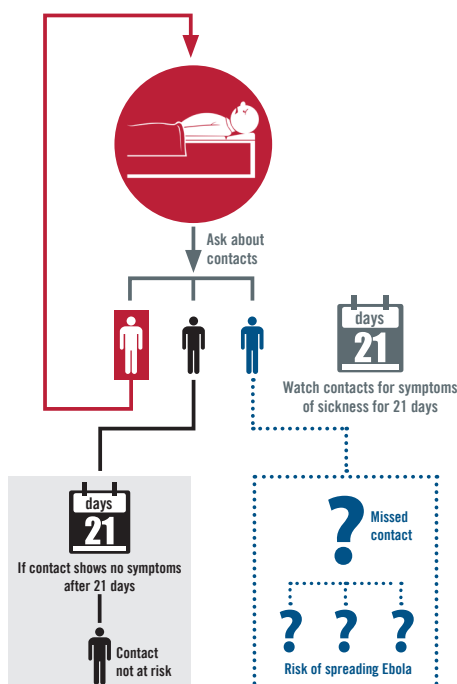 Ask about
contacts
days
21
Watch contacts for symptoms
of sickness for 21 days
days
21
If contact shows no symptoms
after 21 days
Contact
not at risk
?
Missed
contact
? ? ?
Risk of spreading Ebola